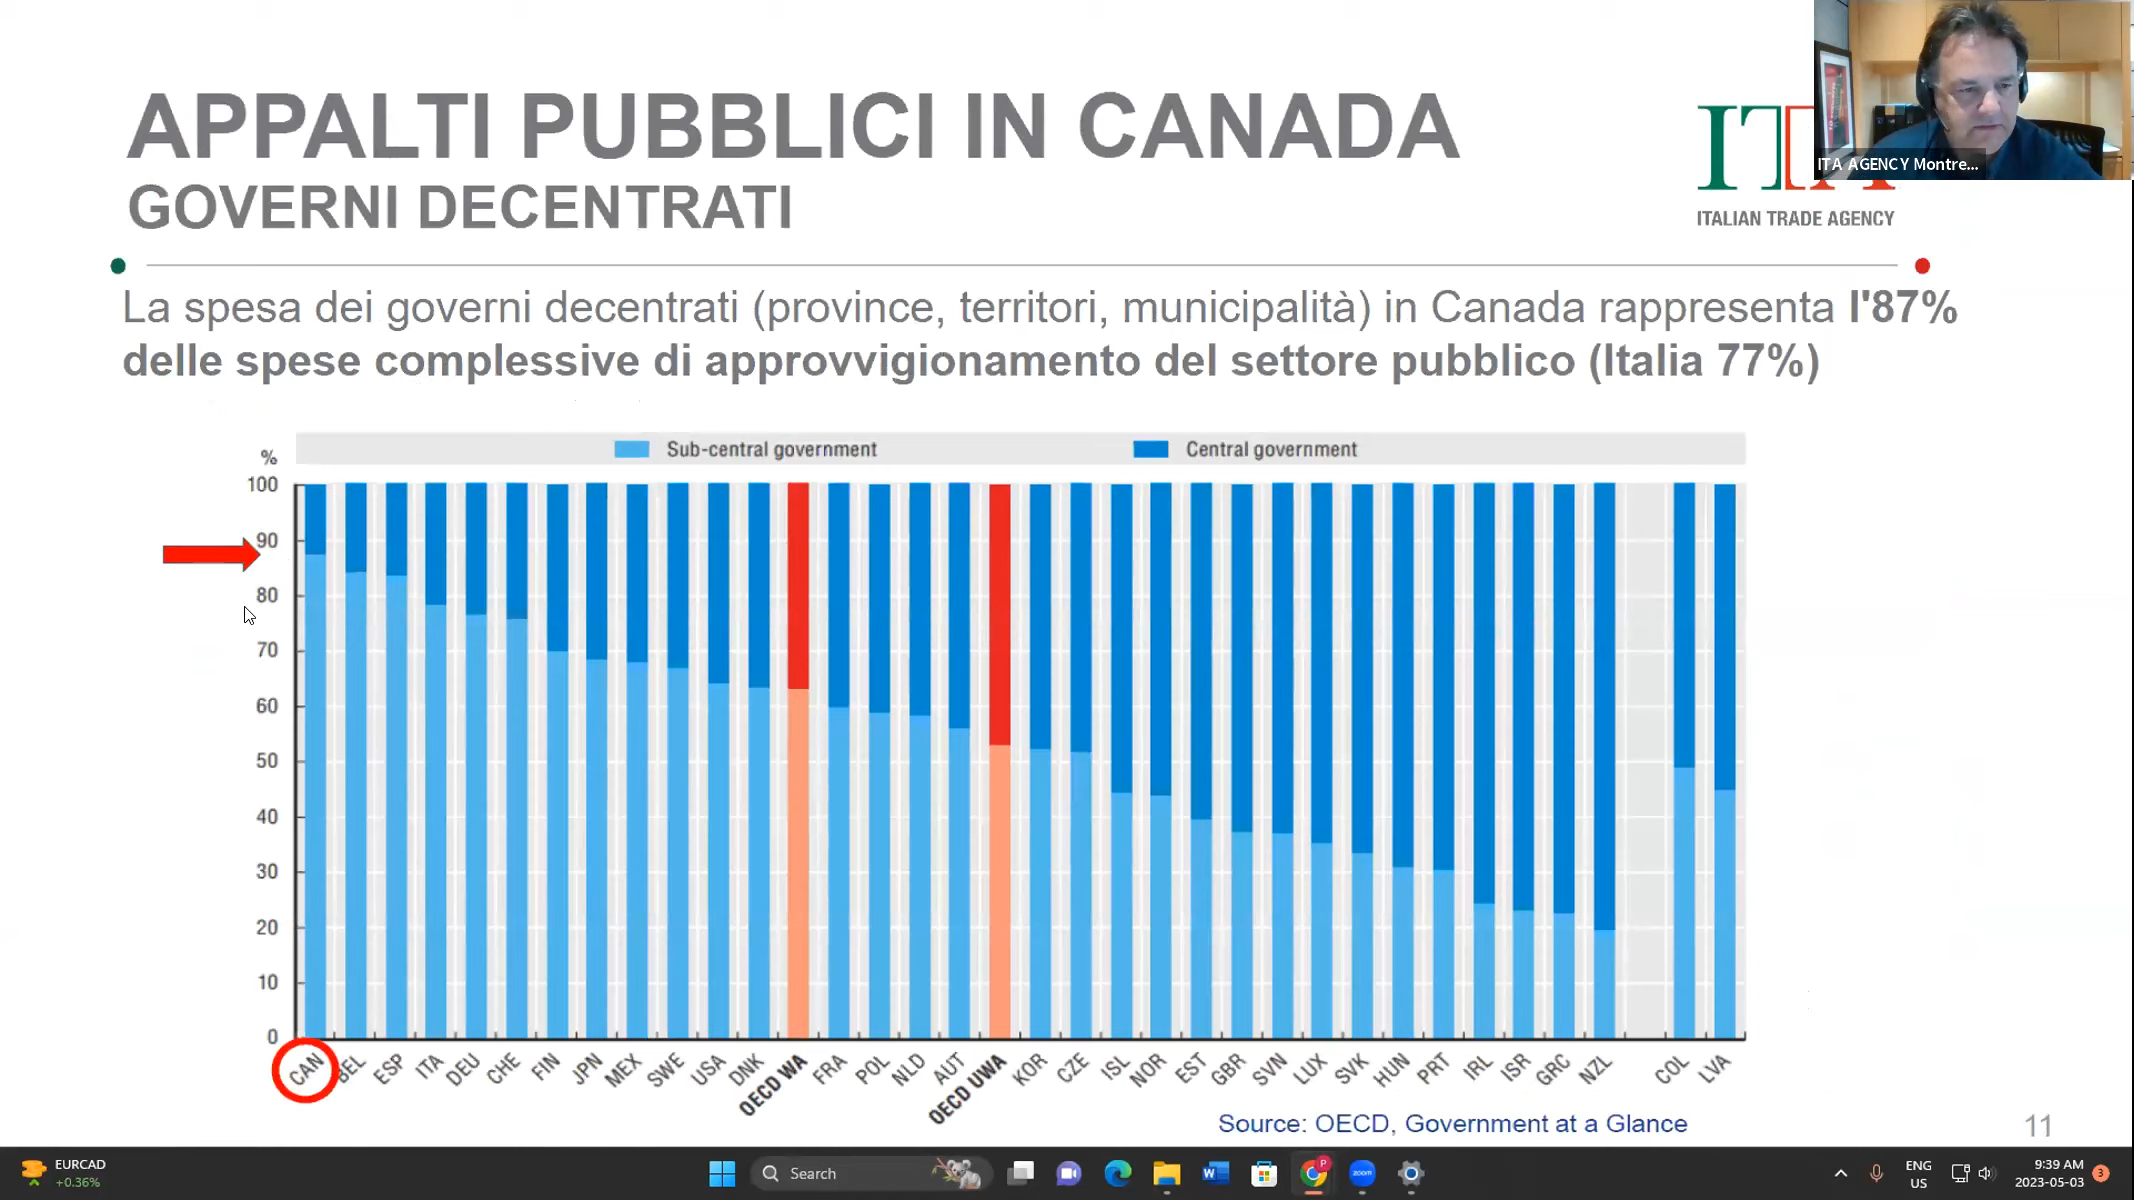 APPALTI PUBBLICI IN CANADA
GOVERNI DECENTRATI
ITA
ITALIAN TRADE AGENCY
ITA AGENCY Montre...
La spesa dei governi decentrati (province, territori, municipalità) in Canada rappresenta l'87%
delle spese complessive di approvvigionamento del settore pubblico (Italia 77%)
Sub-central government Central government
%
100
90
80
70
60
50
40
30
20
10
0
CAN BEL ESP ITA DEU CHE FIN JPN MEX SWE USA DNK OECD WA FRA POL NLD AUT OECD UWA KOR CZE ISL NOR EST GBR SVN LUX SVK HUN PRT IRL ISR GRC NZL COL LVA
Source: OECD, Government at a Glance
11
EURCAD
+0.36%
Search
W
P
zoom
ENG
US
9:39 AM
2023-05-03
3